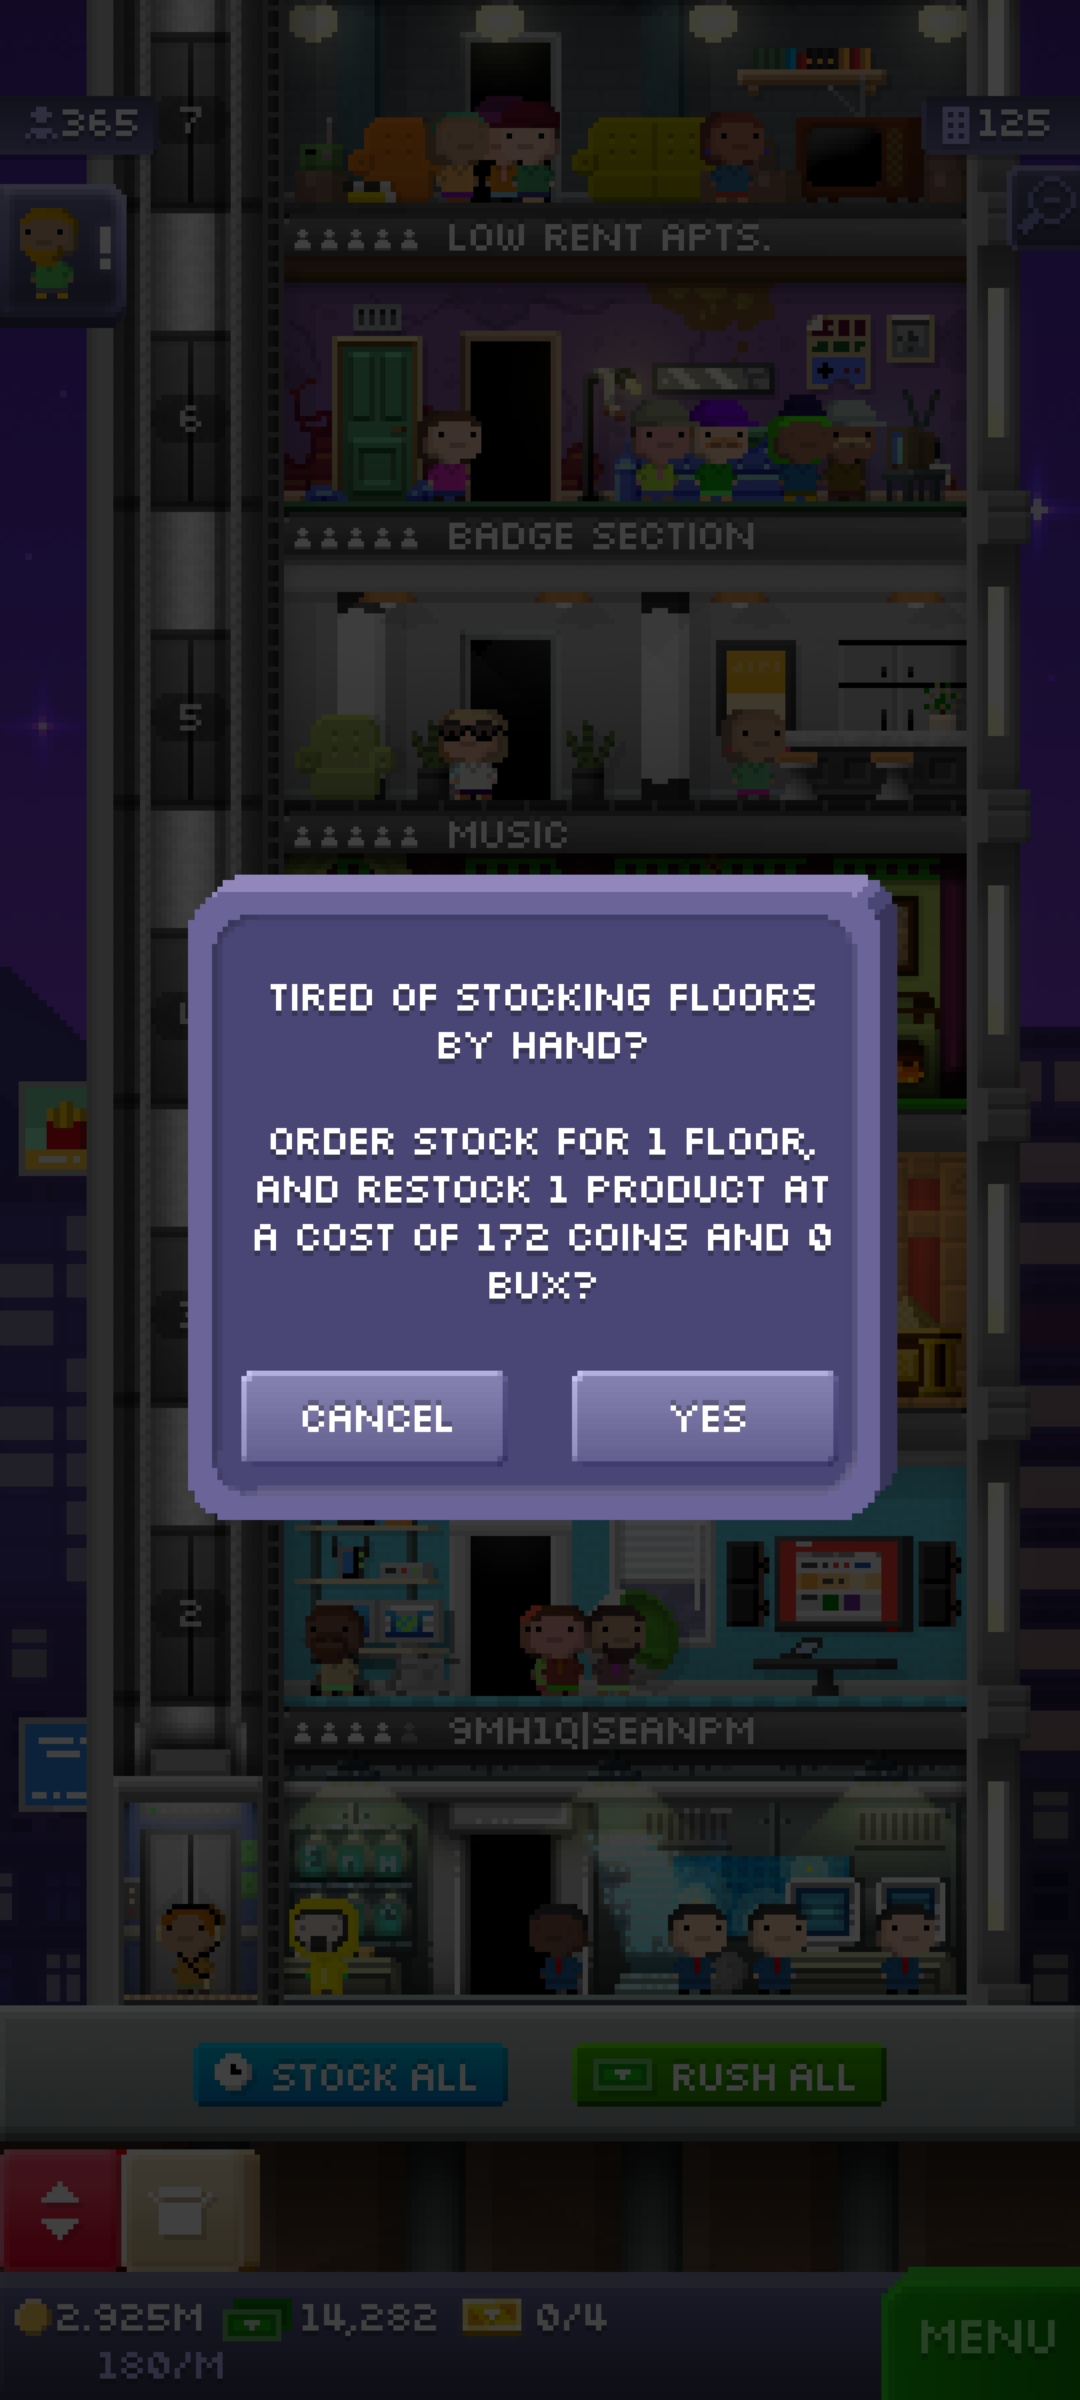 365
7
125
!
LOW RENT APTS.
6
BADGE SECTION
5
MUSIC
TIRED OF STOCKING FLOORS
BY HAND?
ORDER STOCK FOR 1 FLOOR,
AND RESTOCK 1 PRODUCT AT
A COST OF 172 COINS AND 0
BUX?
CANCEL
YES
2
9MH1Q|SEANPM
STOCK ALL
RUSH ALL
2.925M
14,282
0/4
180/M
MENU